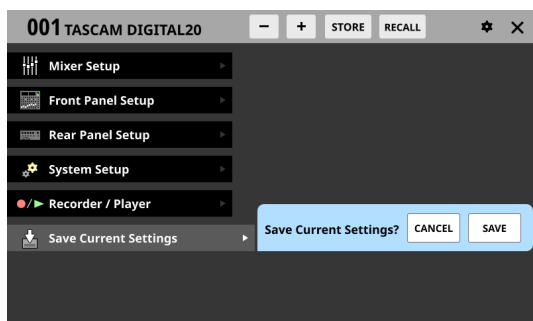 001 TASCAM DIGITAL20 − + STORE RECALL
Mixer Setup
Front Panel Setup
Rear Panel Setup
System Setup
Recorder / Player
Save Current Settings? CANCEL SAVE
Save Current Settings